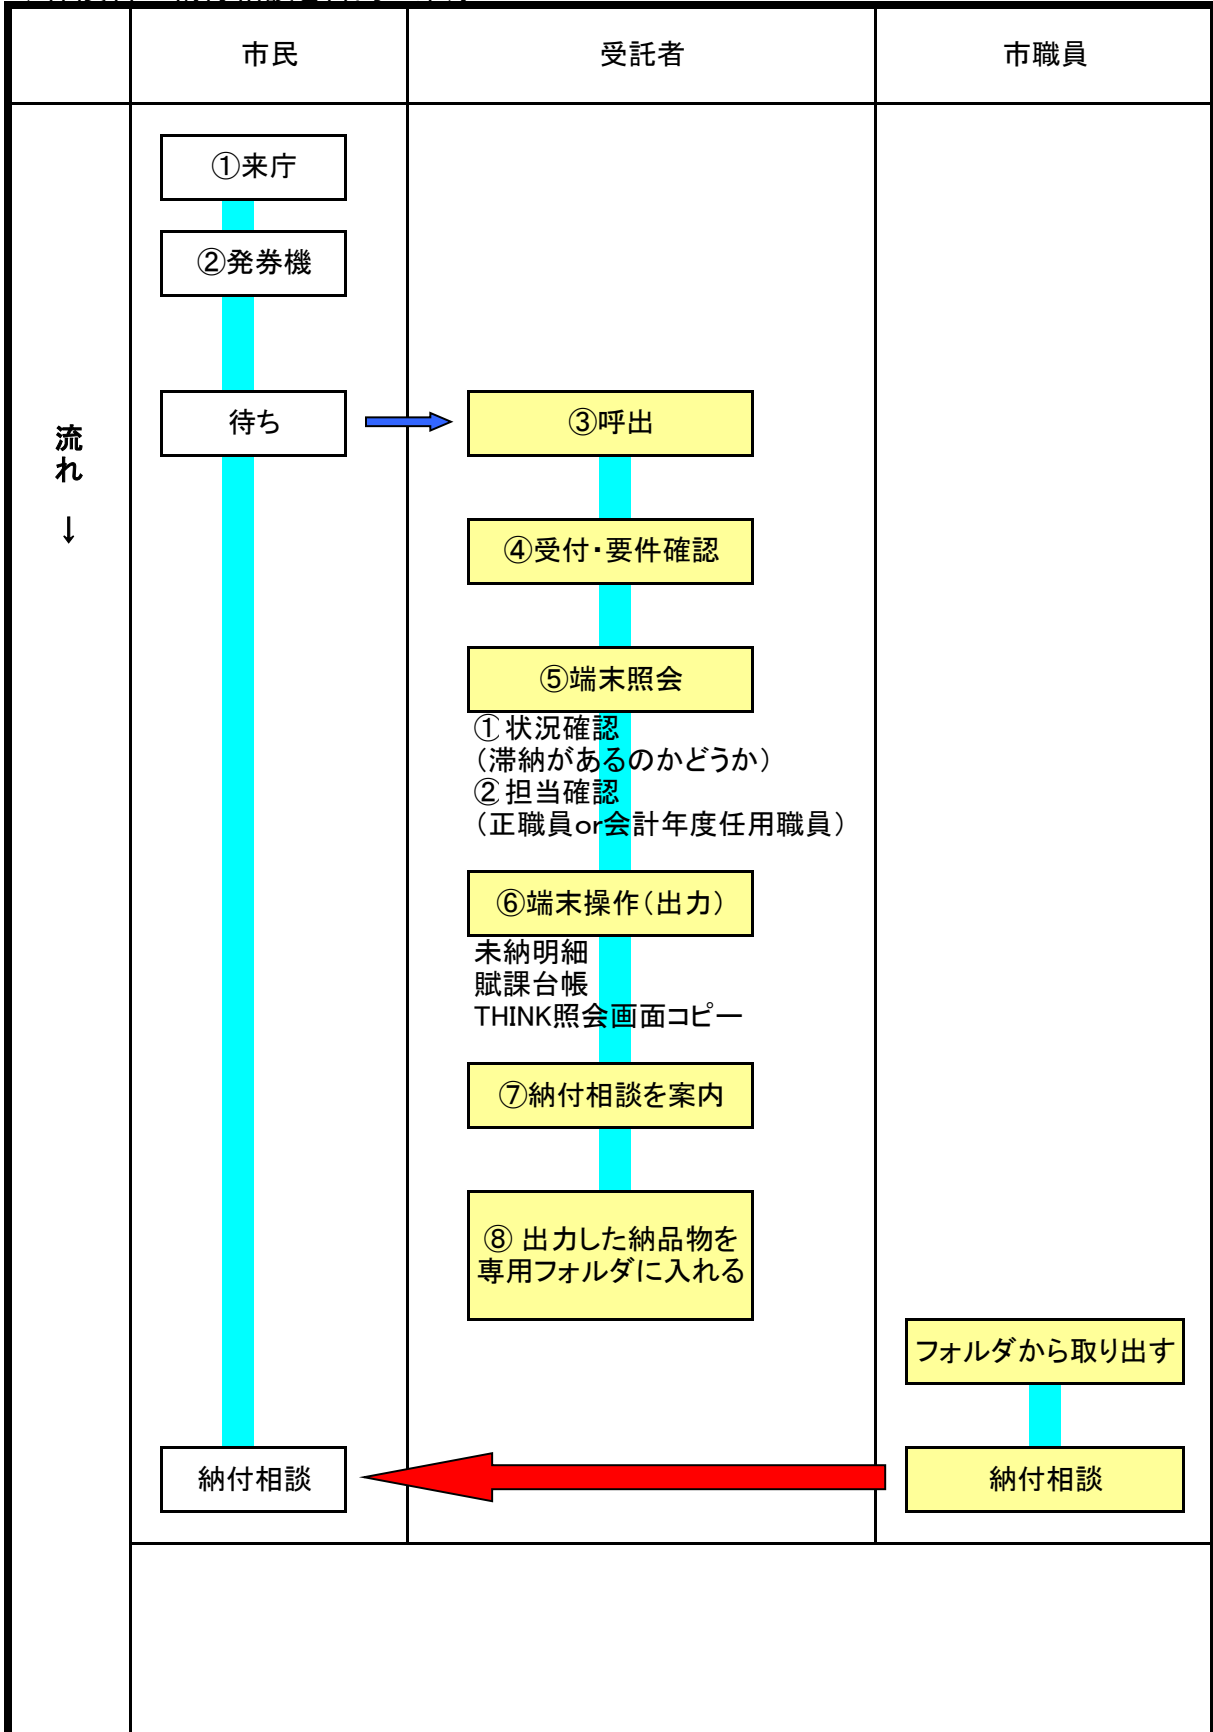 市民
受託者
市職員
流れ
↓
①来庁
②発券機
待ち
③呼出
④受付・要件確認
⑤端末照会
①状況確認
（滞納があるのかどうか）
②担当確認
（正職員or会計年度任用職員）
⑥端末操作（出力）
未納明細
賦課台帳
THINK照会画面コピー
⑦納付相談を案内
⑧ 出力した納品物を
専用フォルダに入れる
フォルダから取り出す
納付相談
納付相談